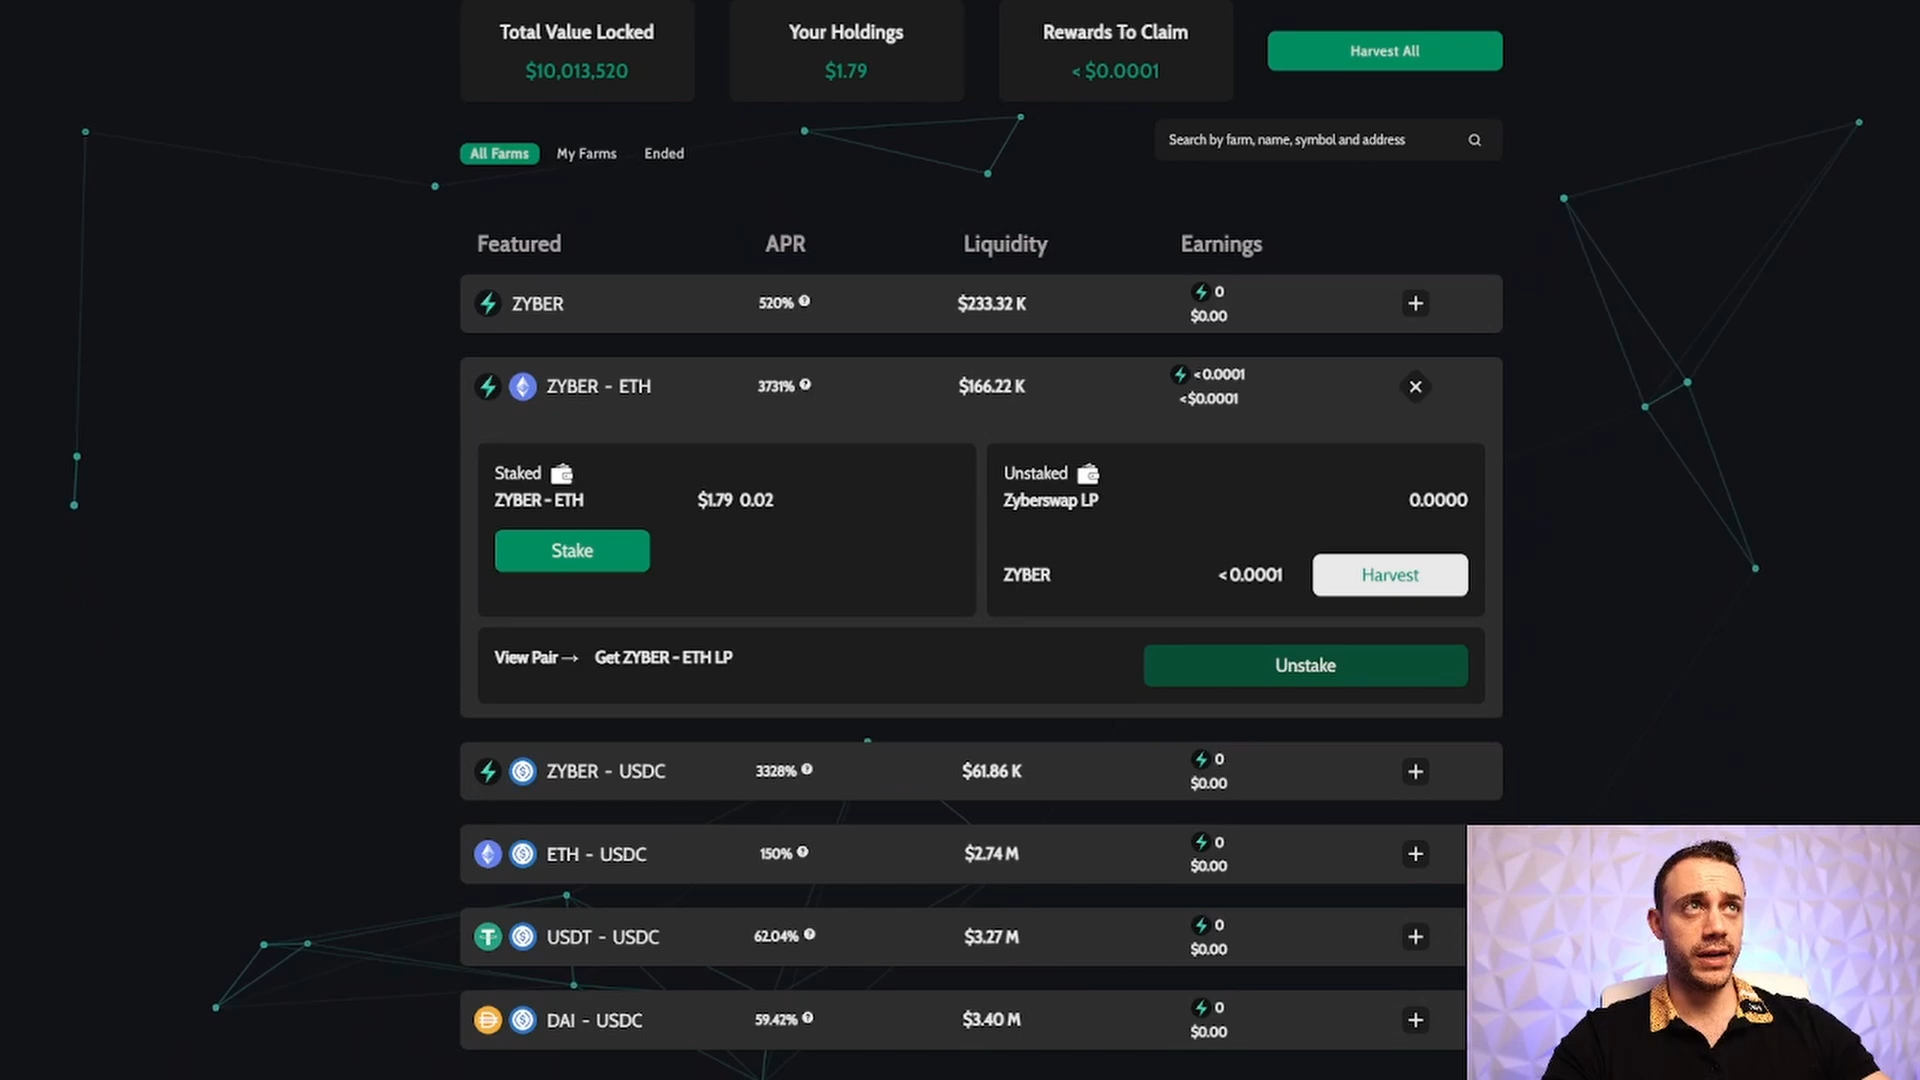 Total Value Locked
$10,013,520
Your Holdings
$1.79
Rewards To Claim
< $0.0001
Harvest All
All Farms
My Farms
Ended
Search by farm, name, symbol and address
Featured
APR
Liquidity
Earnings
ZYBER
520%
$233.32 K
0
$0.00
ZYBER - ETH
3731%
$166.22 K
<0.0001
<$0.0001
Staked
ZYBER - ETH
$1.79 0.02
Stake
Unstaked
Zyberswap LP
0.0000
ZYBER
<0.0001
Harvest
View Pair →
Get ZYBER - ETH LP
Unstake
ZYBER - USDC
3328%
$61.86 K
0
$0.00
ETH - USDC
150%
$2.74 M
0
$0.00
USDT - USDC
62.04%
$3.27 M
0
$0.00
DAI - USDC
59.42%
$3.40 M
0
$0.00